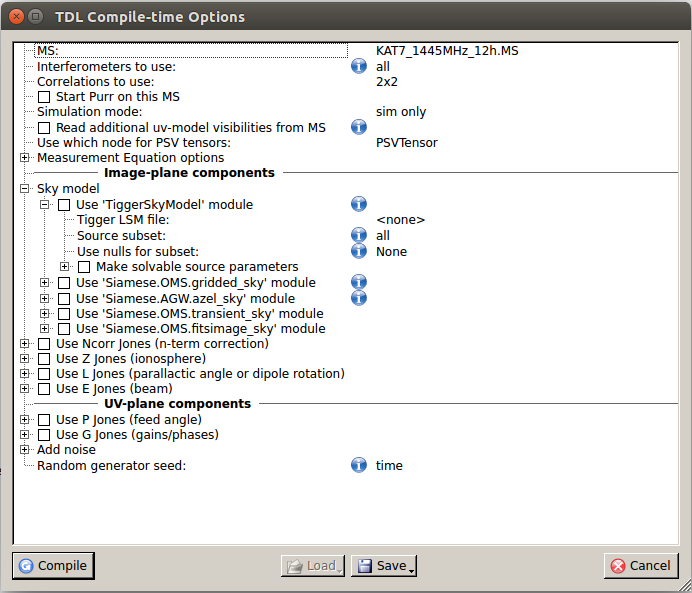 TDL Compile-time Options
MS: KAT7_1445MHz_12h.MS
Interferometers to use: all
Correlations to use: 2x2
Start Purr on this MS
Simulation mode: sim only
Read additional uv-model visibilities from MS
Use which node for PSV tensors: PSVTensor
Measurement Equation options
Image-plane components
Sky model
Use 'TiggerSkyModel' module
Tigger LSM file: <none>
Source subset: all
Use nulls for subset: None
Make solvable source parameters
Use 'Siamese.OMS.gridded_sky' module
Use 'Siamese.AGW.azel_sky' module
Use 'Siamese.OMS.transient_sky' module
Use 'Siamese.OMS.fitsimage_sky' module
Use Ncorr Jones (n-term correction)
Use Z Jones (ionosphere)
Use L Jones (parallactic angle or dipole rotation)
Use E Jones (beam)
UV-plane components
Use P Jones (feed angle)
Use G Jones (gains/phases)
Add noise
Random generator seed: time
Compile Load Save Cancel